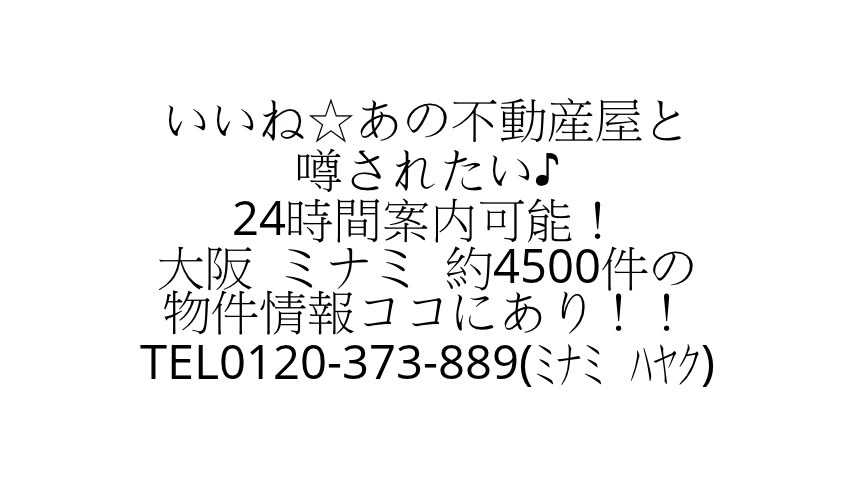 いいね☆あの不動産屋と
噂されたい♪
24時間案内可能！
大阪 ミナミ 約4500件の
物件情報ココにあり！！
TEL0120-373-889(ﾐﾅﾐ ﾊﾔｸ)